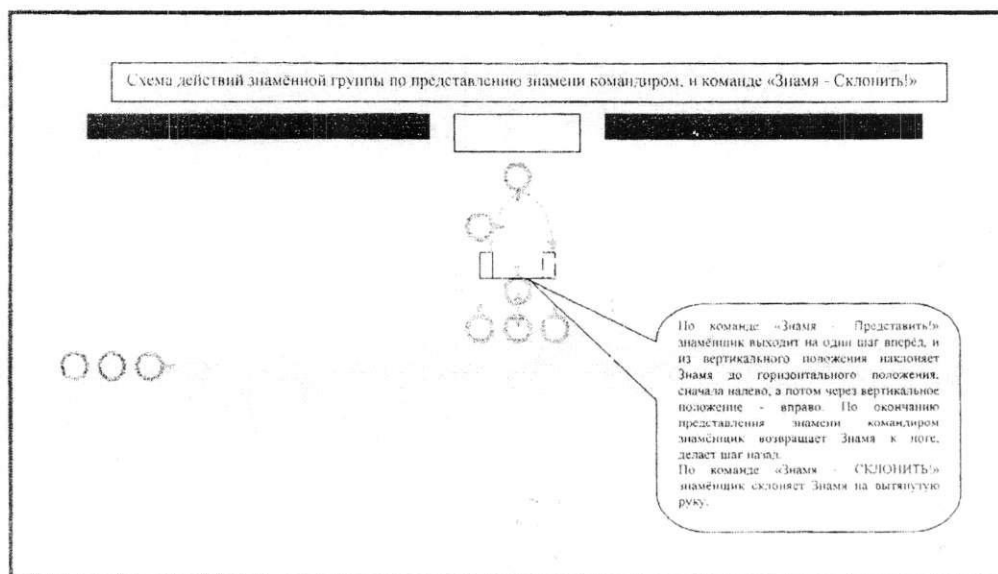 Схема действий знамённой группы по представлению знамени командиром, и команде «Знамя - Склонить!»
По команде «Знамя - Представить!»
знамёнщик выходит на один шаг вперёд, и
из вертикального положения наклоняет
Знамя до горизонтального положения,
сначала налево, а потом через вертикальное
положение - вправо. По окончанию
представления знамени командиром
знамёнщик возвращает Знамя к ноге,
делает шаг назад.
По команде «Знамя - СКЛОНИТЬ!»
знамёнщик склоняет Знамя на вытянутую
руку.